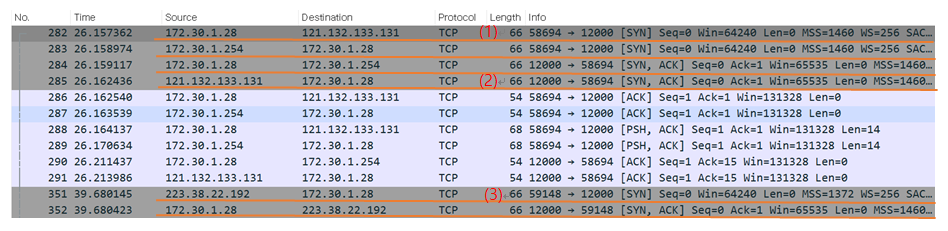 No. Time Source Destination Protocol Length Info
282 26.157362 172.30.1.28 121.132.133.131 TCP (1) 66 58694 → 12000 [SYN] Seq=0 Win=64240 Len=0 MSS=1460 WS=256 SAC…
283 26.158974 172.30.1.254 172.30.1.28 TCP 66 58694 → 12000 [SYN] Seq=0 Win=64240 Len=0 MSS=1460 WS=256 SAC…
284 26.159117 172.30.1.28 172.30.1.254 TCP 66 12000 → 58694 [SYN, ACK] Seq=0 Ack=1 Win=65535 Len=0 MSS=1460…
285 26.162436 121.132.133.131 172.30.1.28 TCP (2) 66 12000 → 58694 [SYN, ACK] Seq=0 Ack=1 Win=65535 Len=0 MSS=1460…
286 26.162540 172.30.1.28 121.132.133.131 TCP 54 58694 → 12000 [ACK] Seq=1 Ack=1 Win=131328 Len=0
287 26.163539 172.30.1.254 172.30.1.28 TCP 54 58694 → 12000 [ACK] Seq=1 Ack=1 Win=131328 Len=0
288 26.164137 172.30.1.28 121.132.133.131 TCP 68 58694 → 12000 [PSH, ACK] Seq=1 Ack=1 Win=131328 Len=14
289 26.170634 172.30.1.254 172.30.1.28 TCP 68 58694 → 12000 [PSH, ACK] Seq=1 Ack=1 Win=131328 Len=14
290 26.211437 172.30.1.28 172.30.1.254 TCP 54 12000 → 58694 [ACK] Seq=1 Ack=15 Win=131328 Len=0
291 26.213986 121.132.133.131 172.30.1.28 TCP 54 12000 → 58694 [ACK] Seq=1 Ack=15 Win=131328 Len=0
351 39.680145 223.38.22.192 172.30.1.28 TCP (3) 66 59148 → 12000 [SYN] Seq=0 Win=64240 Len=0 MSS=1372 WS=256 SAC…
352 39.680423 172.30.1.28 223.38.22.192 TCP 66 12000 → 59148 [SYN, ACK] Seq=0 Ack=1 Win=65535 Len=0 MSS=1460…